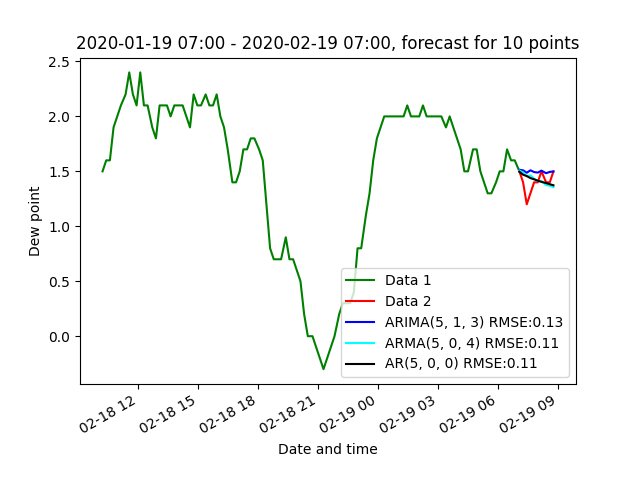 2020-01-19 07:00 - 2020-02-19 07:00, forecast for 10 points
2.5
2.0
1.5
1.0
0.5
0.0
Dew point
Data 1
Data 2
ARIMA(5, 1, 3) RMSE:0.13
ARMA(5, 0, 4) RMSE:0.11
AR(5, 0, 0) RMSE:0.11
02-18 12
02-18 15
02-18 18
02-18 21
02-19 00
02-19 03
02-19 06
02-19 09
Date and time